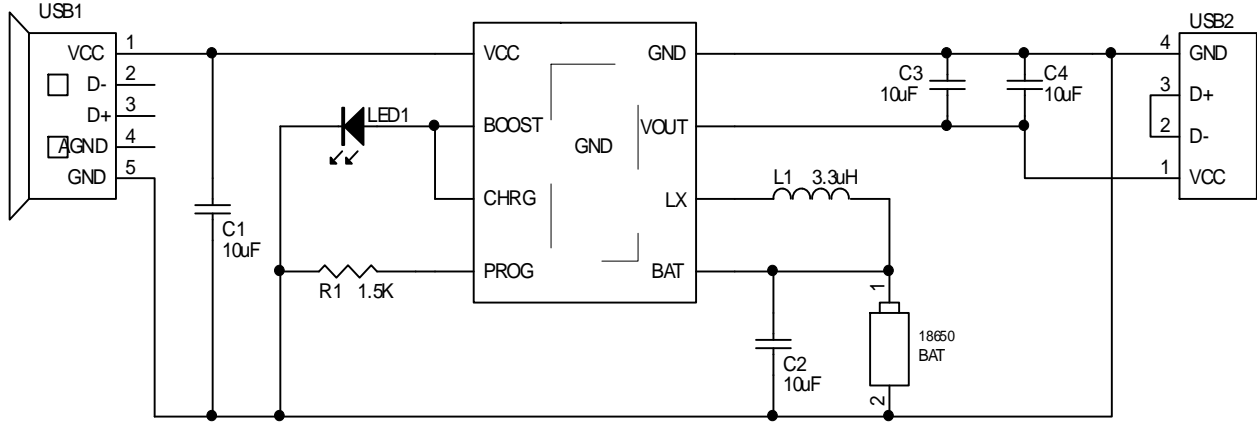 USB1
VCC 1
D- 2
D+ 3
AGND 4
GND 5
C1
10uF
LED1
R1 1.5K
VCC
BOOST
CHRG
PROG
GND
GND
VOUT
LX
BAT
C3
10uF
C4
10uF
L1 3.3uH
C2
10uF
1
18650
BAT
2
USB2
4 GND
3 D+
2 D-
1 VCC